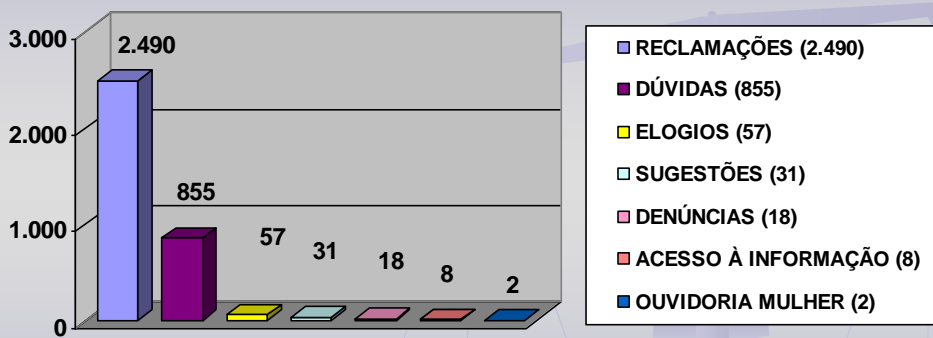 3.000
2.000
1.000
0
2.490
855
57
31
18
8
2
RECLAMAÇÕES (2.490)
DÚVIDAS (855)
ELOGIOS (57)
SUGESTÕES (31)
DENÚNCIAS (18)
ACESSO À INFORMAÇÃO (8)
OUVIDORIA MULHER (2)